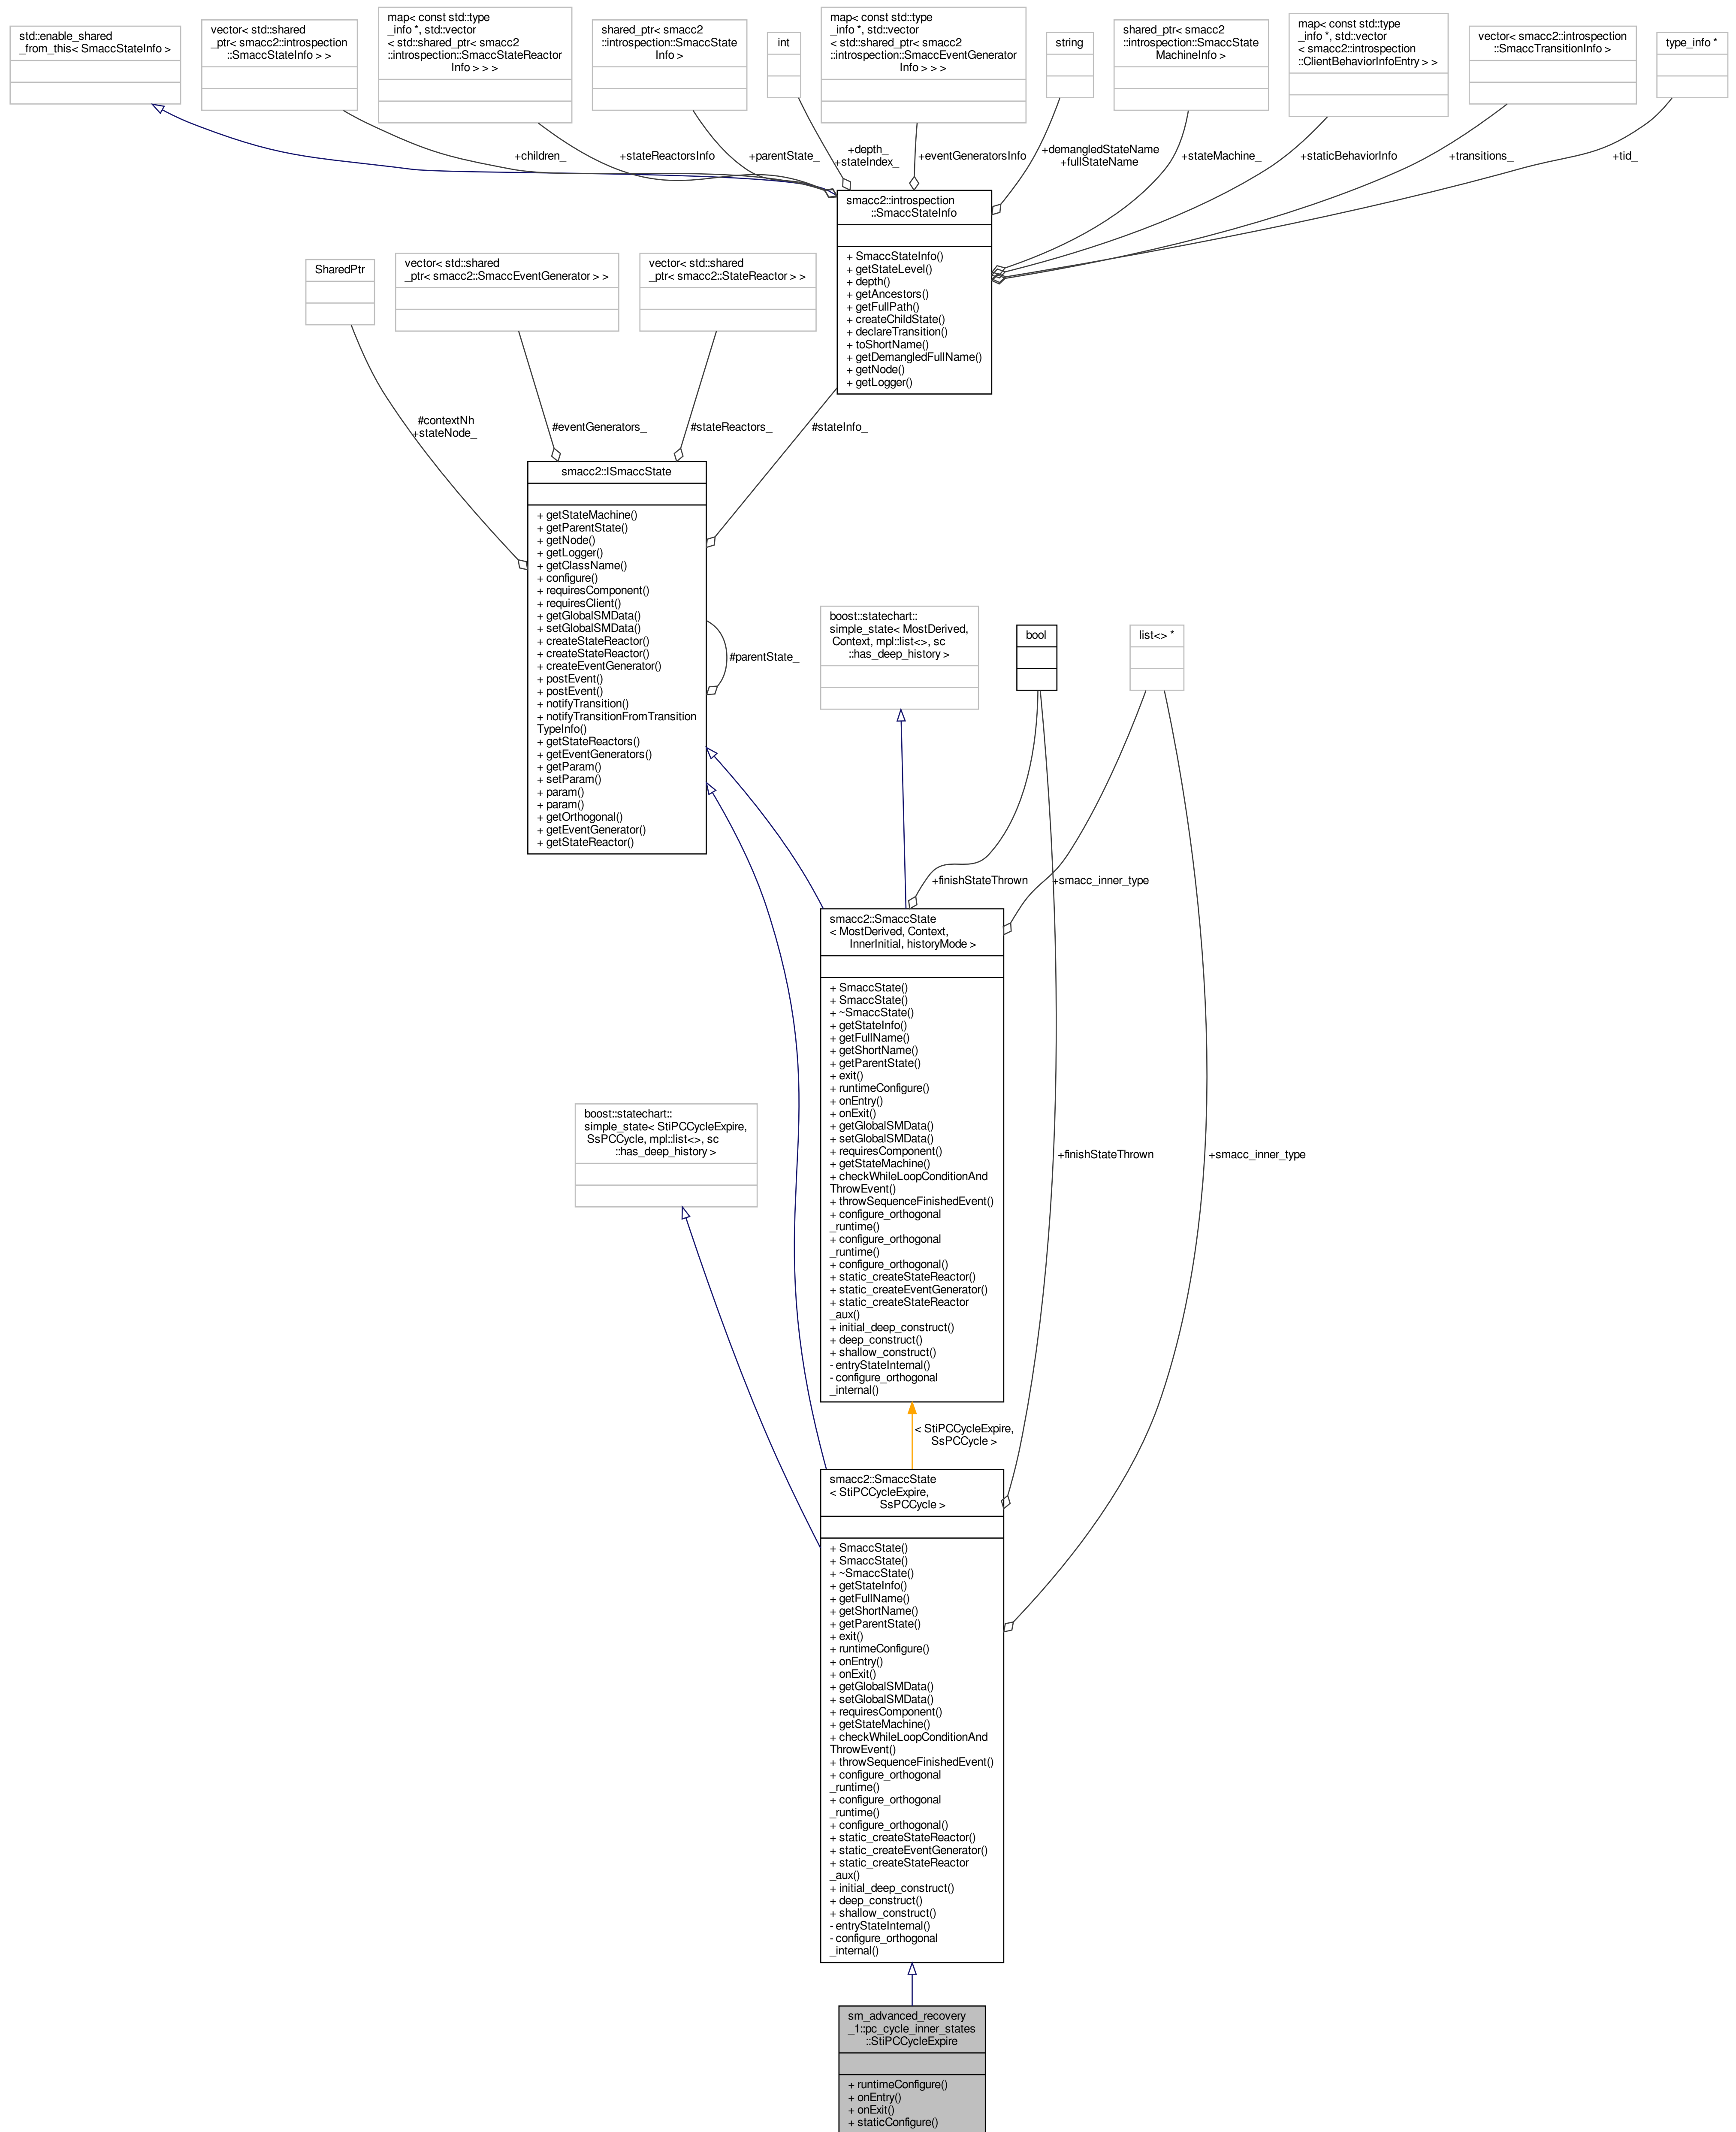 std::enable_shared
_from_this< SmaccStateInfo >
vector< std::shared
_ptr< smacc2::introspection
::SmaccStateInfo > >
map< const std::type
_info *, std::vector
< std::shared_ptr< smacc2
::introspection::SmaccStateReactor
Info > > >
shared_ptr< smacc2
::introspection::SmaccState
Info >
int
map< const std::type
_info *, std::vector
< std::shared_ptr< smacc2
::introspection::SmaccEventGenerator
Info > > >
string
shared_ptr< smacc2
::introspection::SmaccState
MachineInfo >
map< const std::type
_info *, std::vector
< smacc2::introspection
::ClientBehaviorInfoEntry > >
vector< smacc2::introspection
::SmaccTransitionInfo >
type_info *
+children_
+stateReactorsInfo
+parentState_
+depth_
+stateIndex_
+eventGeneratorsInfo
+demangledStateName
+fullStateName
+stateMachine_
+staticBehaviorInfo
+transitions_
+tid_
smacc2::introspection
::SmaccStateInfo
+ SmaccStateInfo()
+ getStateLevel()
+ depth()
+ getAncestors()
+ getFullPath()
+ createChildState()
+ declareTransition()
+ toShortName()
+ getDemangledFullName()
+ getNode()
+ getLogger()
SharedPtr
vector< std::shared
_ptr< smacc2::SmaccEventGenerator > >
vector< std::shared
_ptr< smacc2::StateReactor > >
#contextNh
+stateNode_
#eventGenerators_
#stateReactors_
#stateInfo_
smacc2::ISmaccState
+ getStateMachine()
+ getParentState()
+ getNode()
+ getLogger()
+ getClassName()
+ configure()
+ requiresComponent()
+ requiresClient()
+ getGlobalSMData()
+ setGlobalSMData()
+ createStateReactor()
+ createStateReactor()
+ createEventGenerator()
+ postEvent()
+ postEvent()
+ notifyTransition()
+ notifyTransitionFromTransition
TypeInfo()
+ getStateReactors()
+ getEventGenerators()
+ getParam()
+ setParam()
+ param()
+ param()
+ getOrthogonal()
+ getEventGenerator()
+ getStateReactor()
#parentState_
boost::statechart::
simple_state< MostDerived,
Context, mpl::list<>, sc
::has_deep_history >
bool
list<> *
+finishStateThrown
+smacc_inner_type
smacc2::SmaccState
< MostDerived, Context,
InnerInitial, historyMode >
+ SmaccState()
+ SmaccState()
+ ~SmaccState()
+ getStateInfo()
+ getFullName()
+ getShortName()
+ getParentState()
+ exit()
+ runtimeConfigure()
+ onEntry()
+ onExit()
+ getGlobalSMData()
+ setGlobalSMData()
+ requiresComponent()
+ getStateMachine()
+ checkWhileLoopConditionAnd
ThrowEvent()
+ throwSequenceFinishedEvent()
+ configure_orthogonal
_runtime()
+ configure_orthogonal
_runtime()
+ configure_orthogonal()
+ static_createStateReactor()
+ static_createEventGenerator()
+ static_createStateReactor
_aux()
+ initial_deep_construct()
+ deep_construct()
+ shallow_construct()
- entryStateInternal()
- configure_orthogonal
_internal()
boost::statechart::
simple_state< StiPCCycleExpire,
SsPCCycle, mpl::list<>, sc
::has_deep_history >
+finishStateThrown
+smacc_inner_type
< StiPCCycleExpire,
SsPCCycle >
smacc2::SmaccState
< StiPCCycleExpire,
SsPCCycle >
+ SmaccState()
+ SmaccState()
+ ~SmaccState()
+ getStateInfo()
+ getFullName()
+ getShortName()
+ getParentState()
+ exit()
+ runtimeConfigure()
+ onEntry()
+ onExit()
+ getGlobalSMData()
+ setGlobalSMData()
+ requiresComponent()
+ getStateMachine()
+ checkWhileLoopConditionAnd
ThrowEvent()
+ throwSequenceFinishedEvent()
+ configure_orthogonal
_runtime()
+ configure_orthogonal
_runtime()
+ configure_orthogonal()
+ static_createStateReactor()
+ static_createEventGenerator()
+ static_createStateReactor
_aux()
+ initial_deep_construct()
+ deep_construct()
+ shallow_construct()
- entryStateInternal()
- configure_orthogonal
_internal()
sm_advanced_recovery
_1::pc_cycle_inner_states
::StiPCCycleExpire
+ runtimeConfigure()
+ onEntry()
+ onExit()
+ staticConfigure()